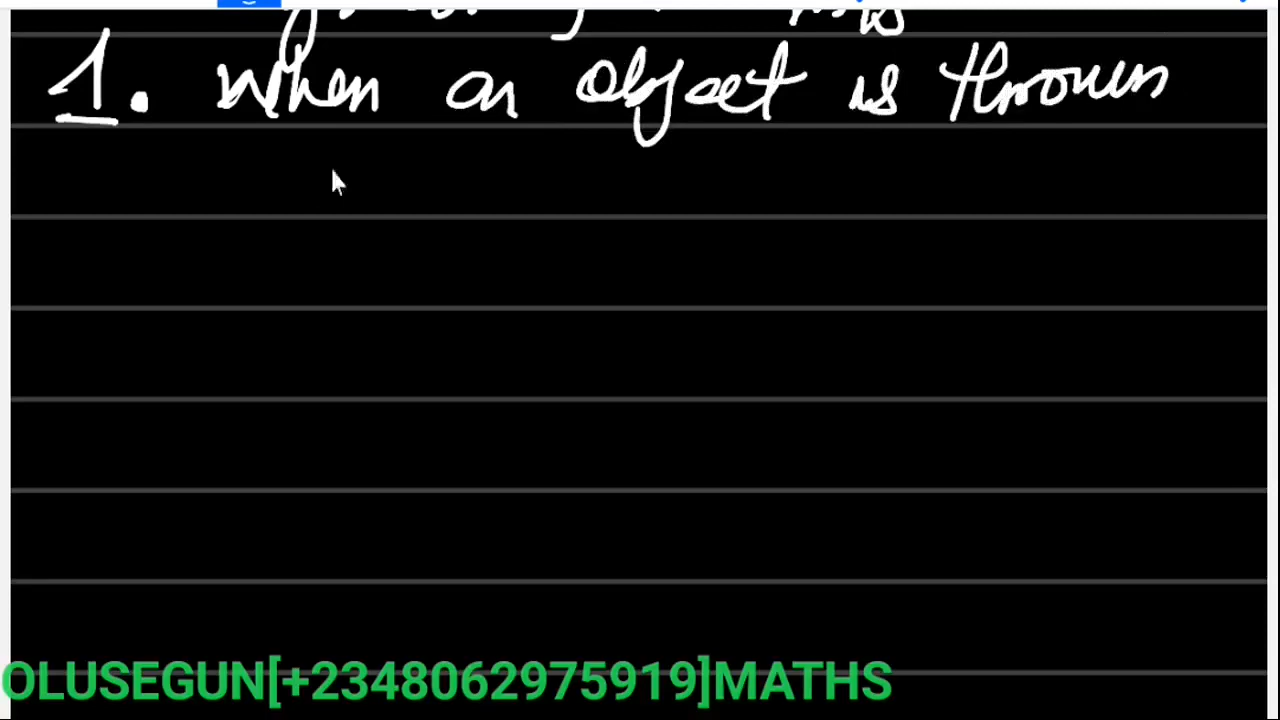 1. When an object is thrown
OLUSEGUN[+2348062975919]MATHS